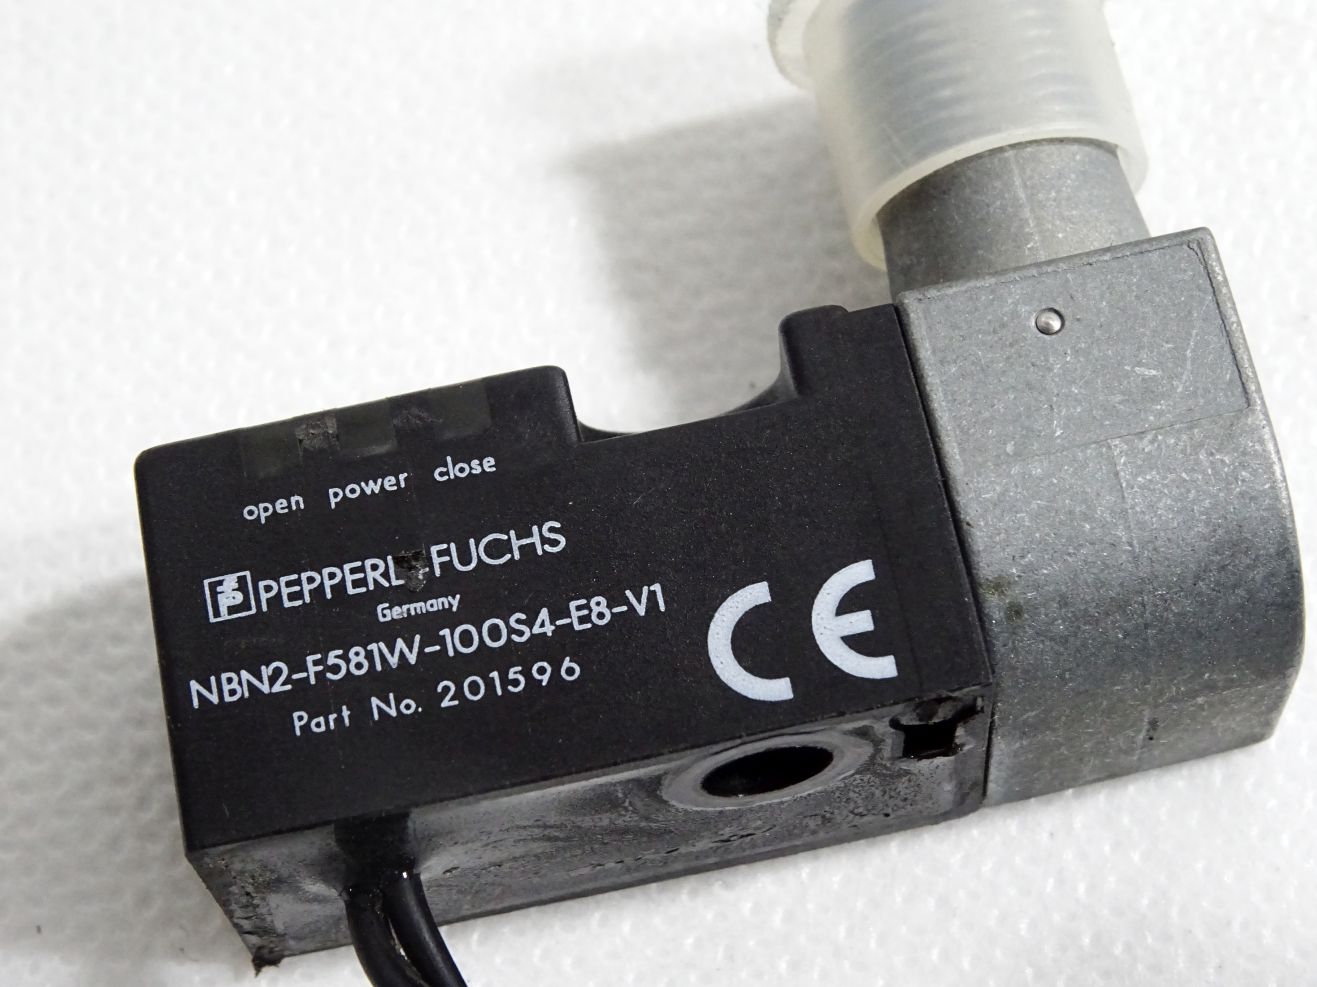 open power close
PEPPERL+FUCHS
Germany
NBN2-F581W-100S4-E8-V1
Part No. 201596
CE